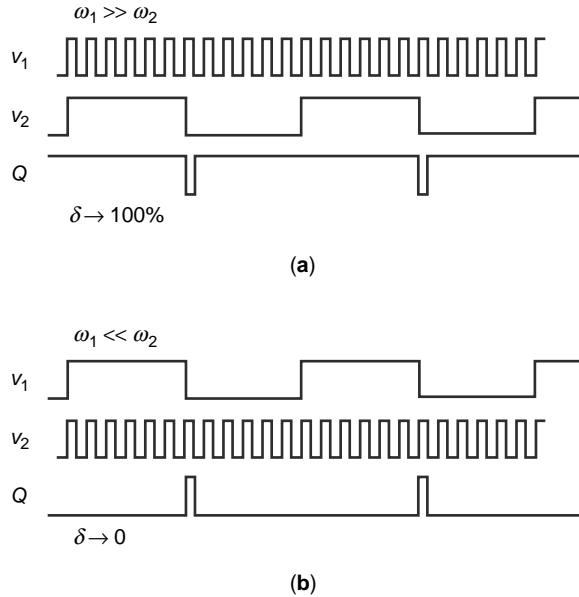 ω₁ >> ω₂
v₁
v₂
Q
δ → 100%
(a)
ω₁ << ω₂
v₁
v₂
Q
δ → 0
(b)